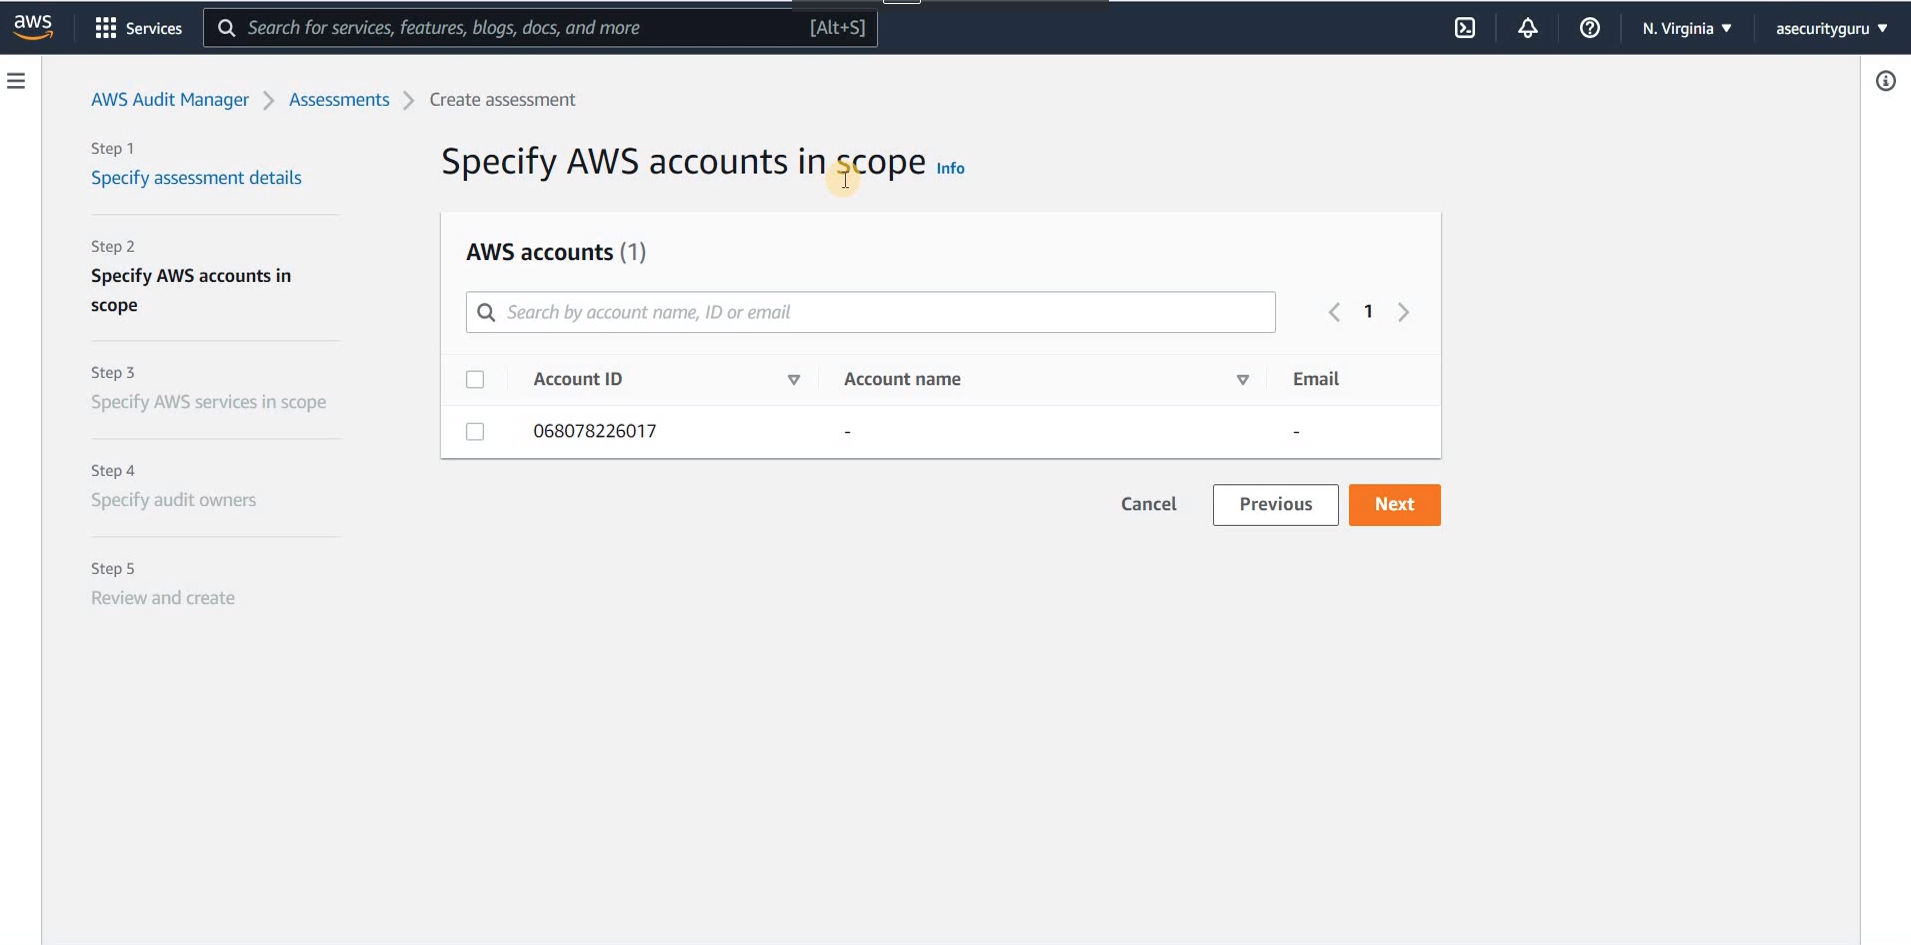 aws
Services
Search for services, features, blogs, docs, and more
[Alt+S]
N. Virginia
asecurityguru
AWS Audit Manager
Assessments
Create assessment
Step 1
Specify assessment details
Step 2
Specify AWS accounts in
scope
Step 3
Specify AWS services in scope
Step 4
Specify audit owners
Step 5
Review and create
Specify AWS accounts in scope Info
AWS accounts (1)
Search by account name, ID or email
1
Account ID
Account name
Email
068078226017
-
-
Cancel
Previous
Next